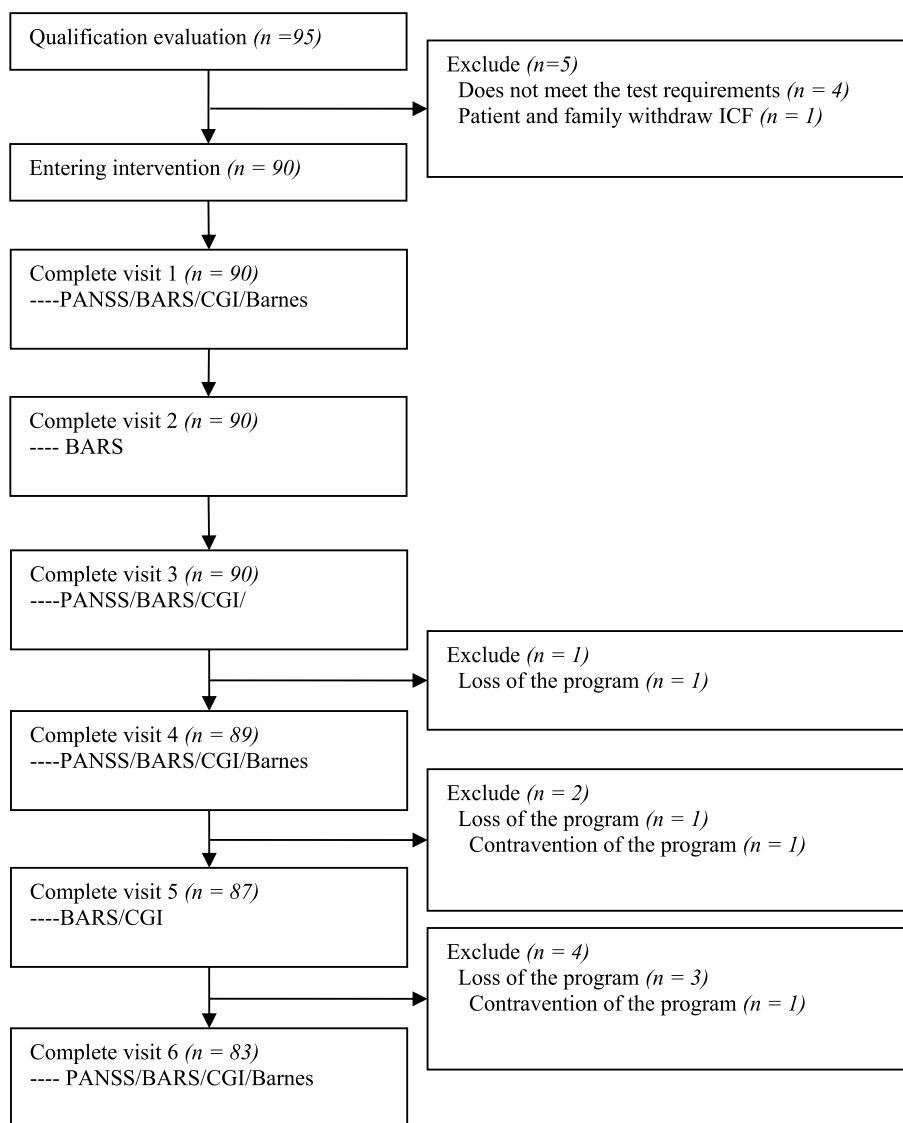 Qualification evaluation (n =95)
Exclude (n=5)
Does not meet the test requirements (n = 4)
Patient and family withdraw ICF (n = 1)
Entering intervention (n = 90)
Complete visit 1 (n = 90)
----PANSS/BARS/CGI/Barnes
Complete visit 2 (n = 90)
---- BARS
Complete visit 3 (n = 90)
----PANSS/BARS/CGI/
Exclude (n = 1)
Loss of the program (n = 1)
Complete visit 4 (n = 89)
----PANSS/BARS/CGI/Barnes
Exclude (n = 2)
Loss of the program (n = 1)
Contravention of the program (n = 1)
Complete visit 5 (n = 87)
----BARS/CGI
Exclude (n = 4)
Loss of the program (n = 3)
Contravention of the program (n = 1)
Complete visit 6 (n = 83)
---- PANSS/BARS/CGI/Barnes